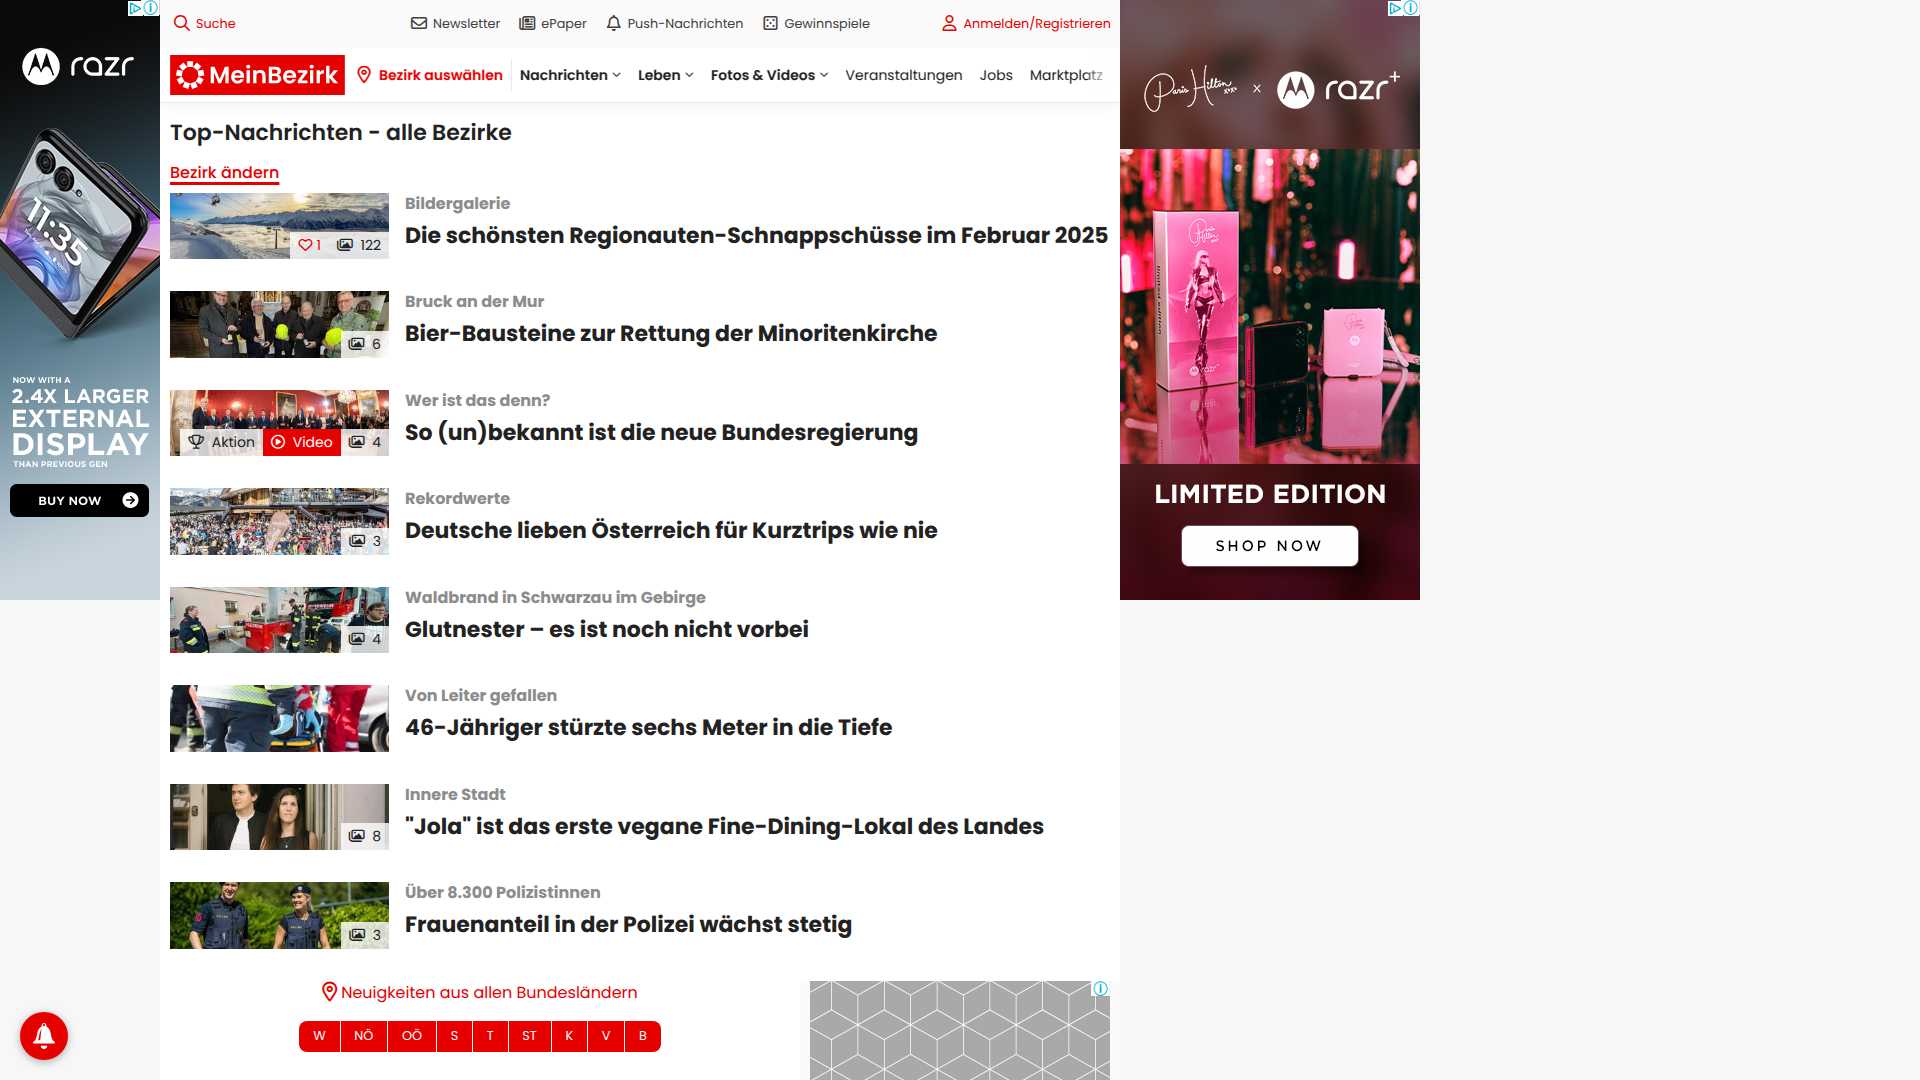 Suche
Newsletter
ePaper
Push-Nachrichten
Gewinnspiele
Anmelden/Registrieren
MeinBezirk
Bezirk auswählen
Nachrichten
Leben
Fotos & Videos
Veranstaltungen
Jobs
Marktplatz
Top-Nachrichten - alle Bezirke
Bezirk ändern
1
122
Bildergalerie
Die schönsten Regionauten-Schnappschüsse im Februar 2025
6
Bruck an der Mur
Bier-Bausteine zur Rettung der Minoritenkirche
Aktion
Video
4
Wer ist das denn?
So (un)bekannt ist die neue Bundesregierung
3
Rekordwerte
Deutsche lieben Österreich für Kurztrips wie nie
4
Waldbrand in Schwarzau im Gebirge
Glutnester – es ist noch nicht vorbei
Von Leiter gefallen
46-Jähriger stürzte sechs Meter in die Tiefe
8
Innere Stadt
"Jola" ist das erste vegane Fine-Dining-Lokal des Landes
3
Über 8.300 Polizistinnen
Frauenanteil in der Polizei wächst stetig
Neuigkeiten aus allen Bundesländern
W
NÖ
OÖ
S
T
ST
K
V
B
razr
11:35
NOW WITH A
2.4X LARGER
EXTERNAL
DISPLAY
THAN PREVIOUS GEN
BUY NOW
Paris Hilton
x
razr+
razr+
LIMITED EDITION
SHOP NOW